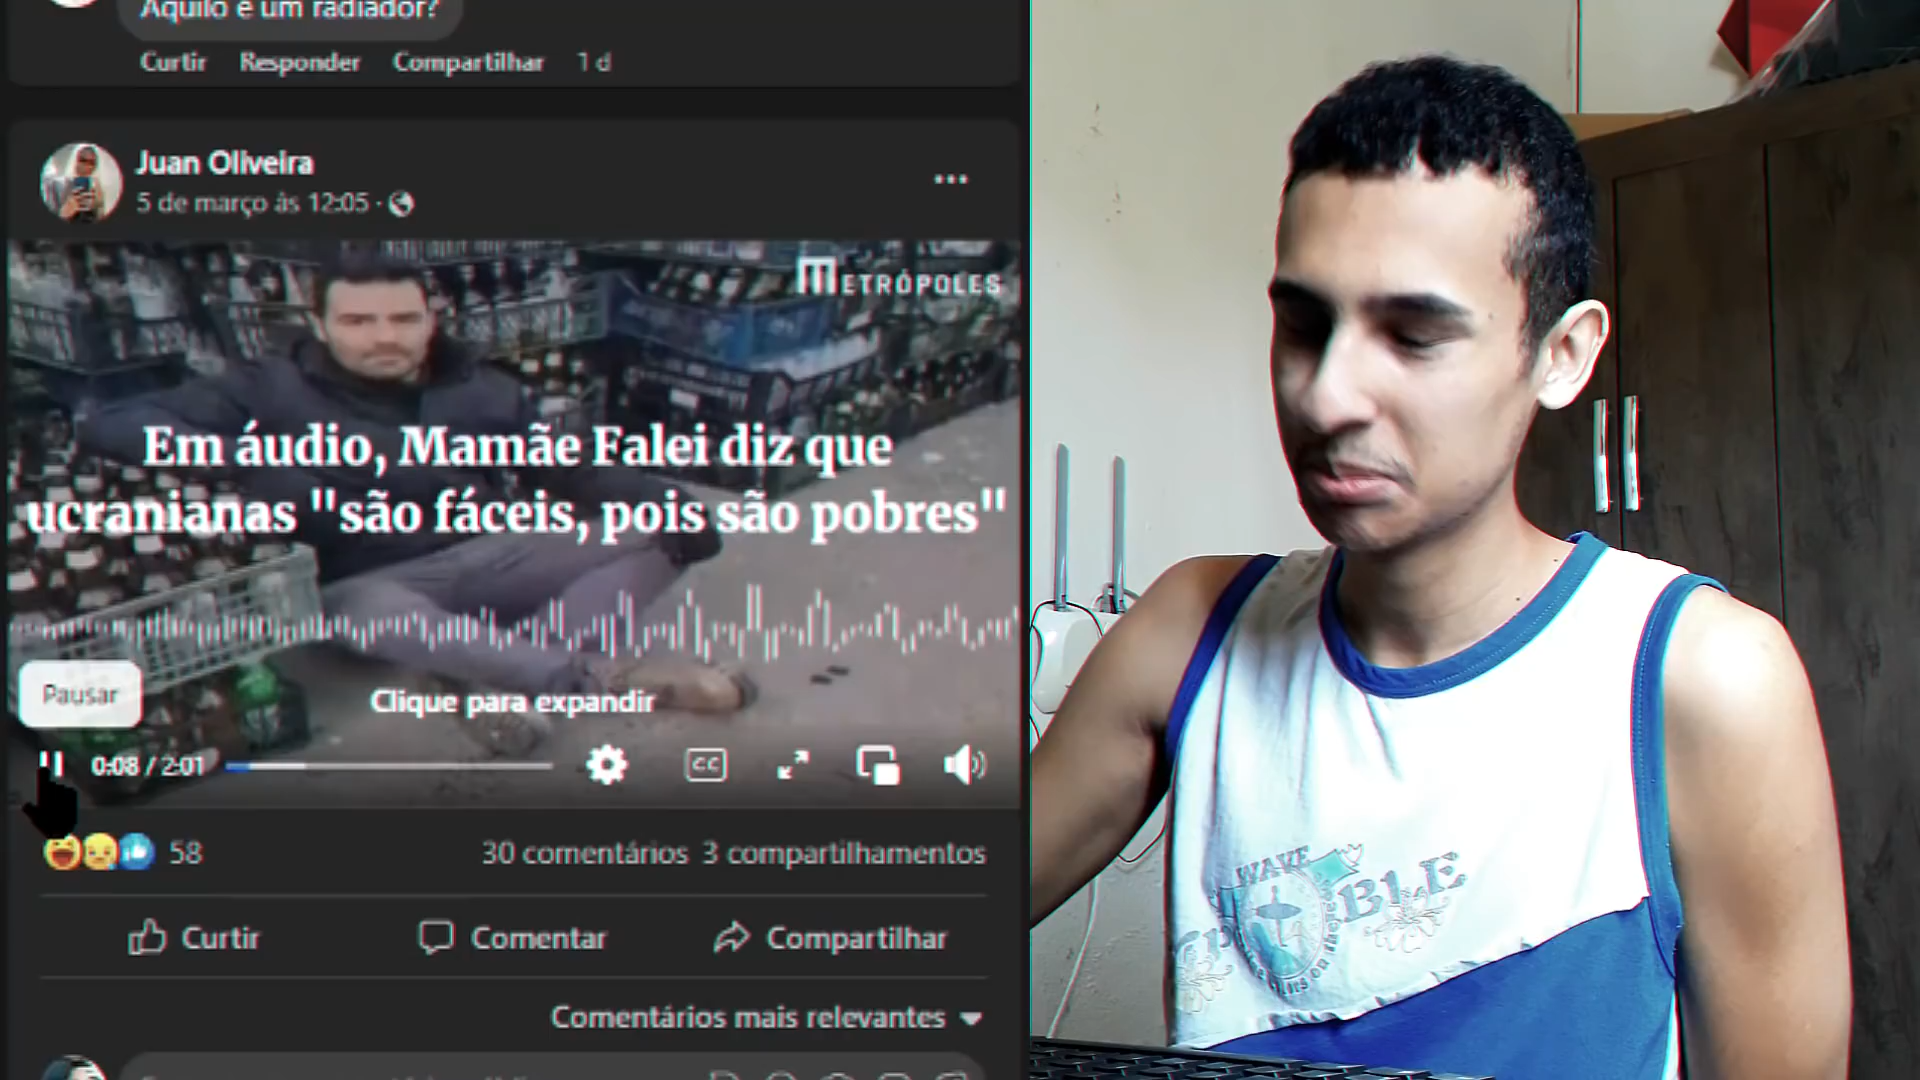 Aquilo é um radiador?
Curtir Responder Compartilhar 1 d
Juan Oliveira
5 de março às 12:05
METRÓPOLES
Em áudio, Mamãe Falei diz que
ucranianas "são fáceis, pois são pobres"
Pausar
Clique para expandir
0:08 / 2:01
CC
58
30 comentários 3 compartilhamentos
Curtir Comentar Compartilhar
Comentários mais relevantes
WAVE